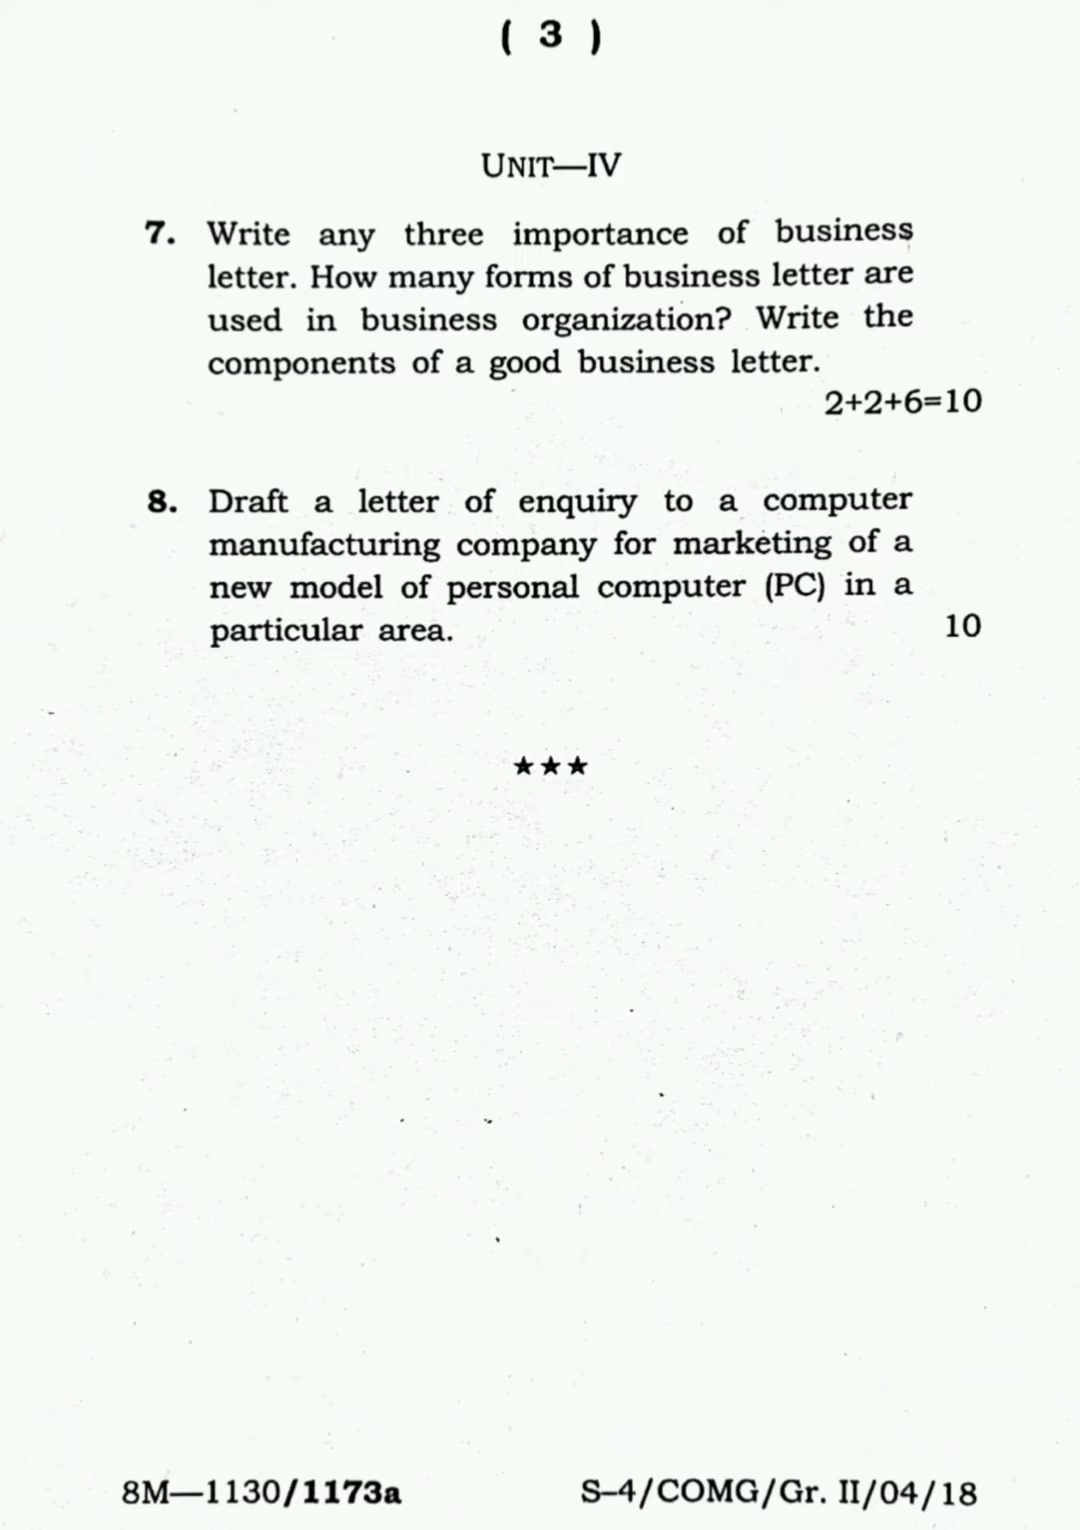 ( 3 )
UNIT—IV
7. Write any three importance of business
letter. How many forms of business letter are
used in business organization? Write the
components of a good business letter.
2+2+6=10
8. Draft a letter of enquiry to a computer
manufacturing company for marketing of a
new model of personal computer (PC) in a
particular area. 10
★★★
8M—1130/1173a S-4/COMG/Gr. II/04/18